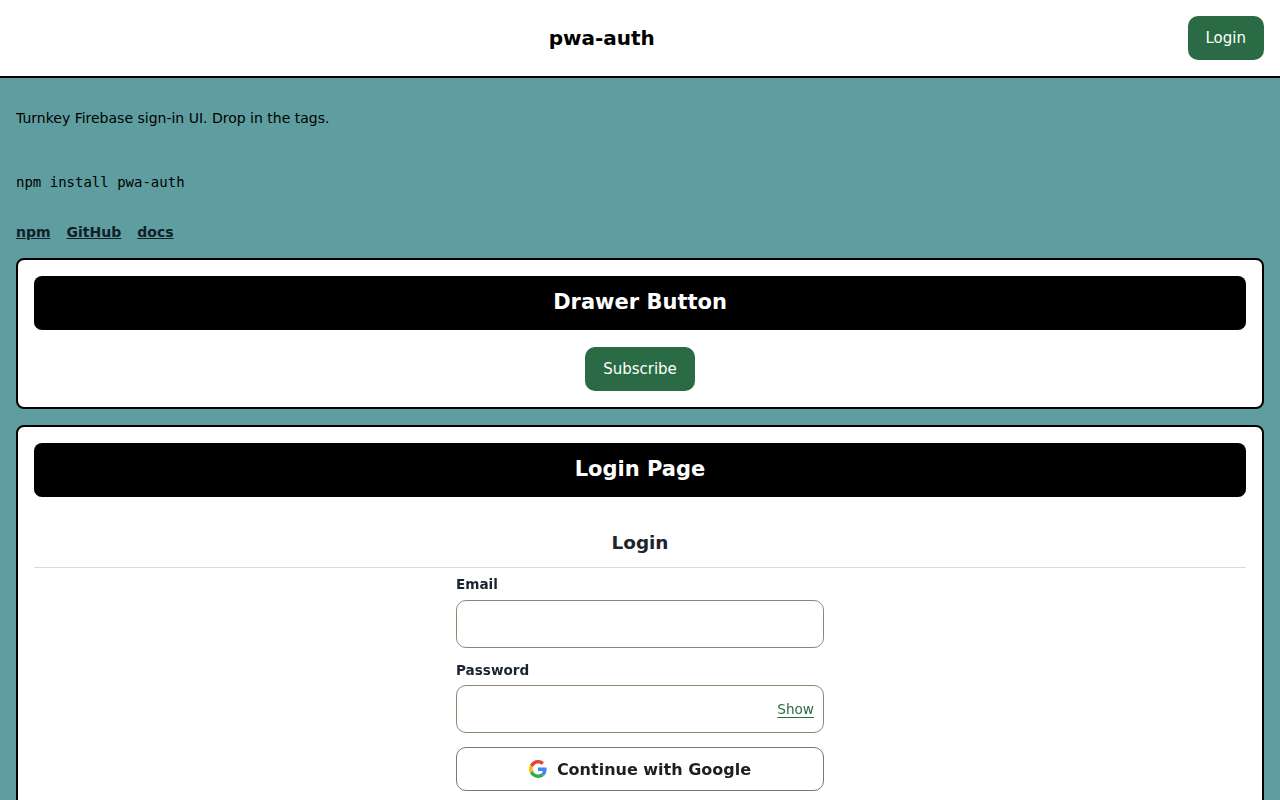 pwa-auth
Login
Turnkey Firebase sign-in UI. Drop in the tags.
npm install pwa-auth
npm GitHub docs
Drawer Button
Subscribe
Login Page
Login
Email
Password
Show
Continue with Google